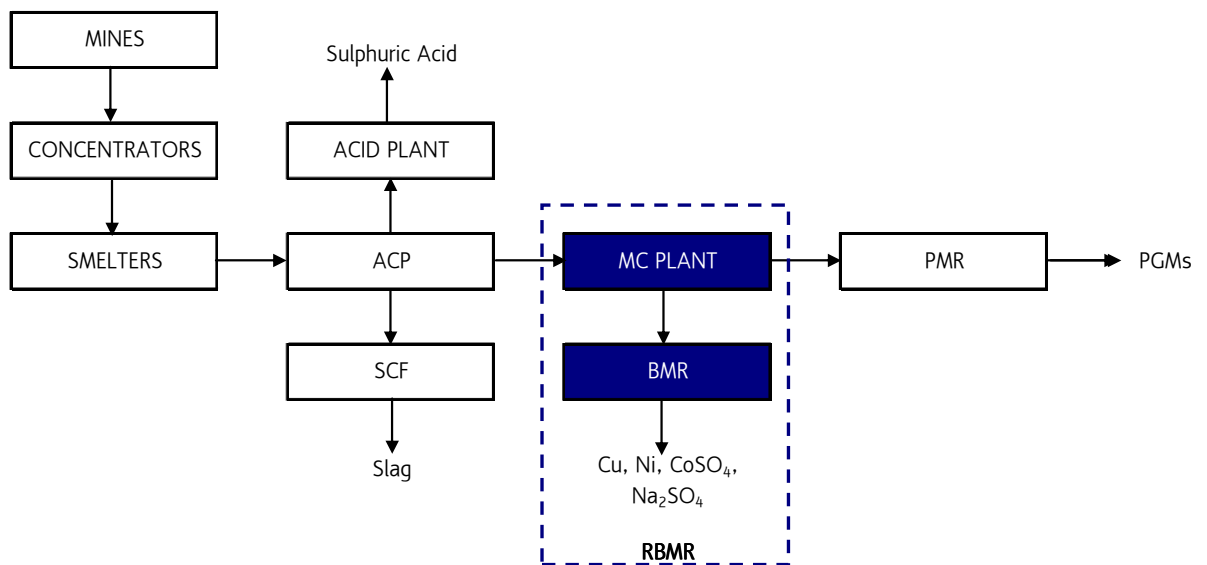 MINES
Sulphuric Acid
CONCENTRATORS
ACID PLANT
SMELTERS
ACP
MC PLANT
PMR
PGMs
SCF
BMR
Slag
Cu, Ni, CoSO₄,
Na₂SO₄
RBMR